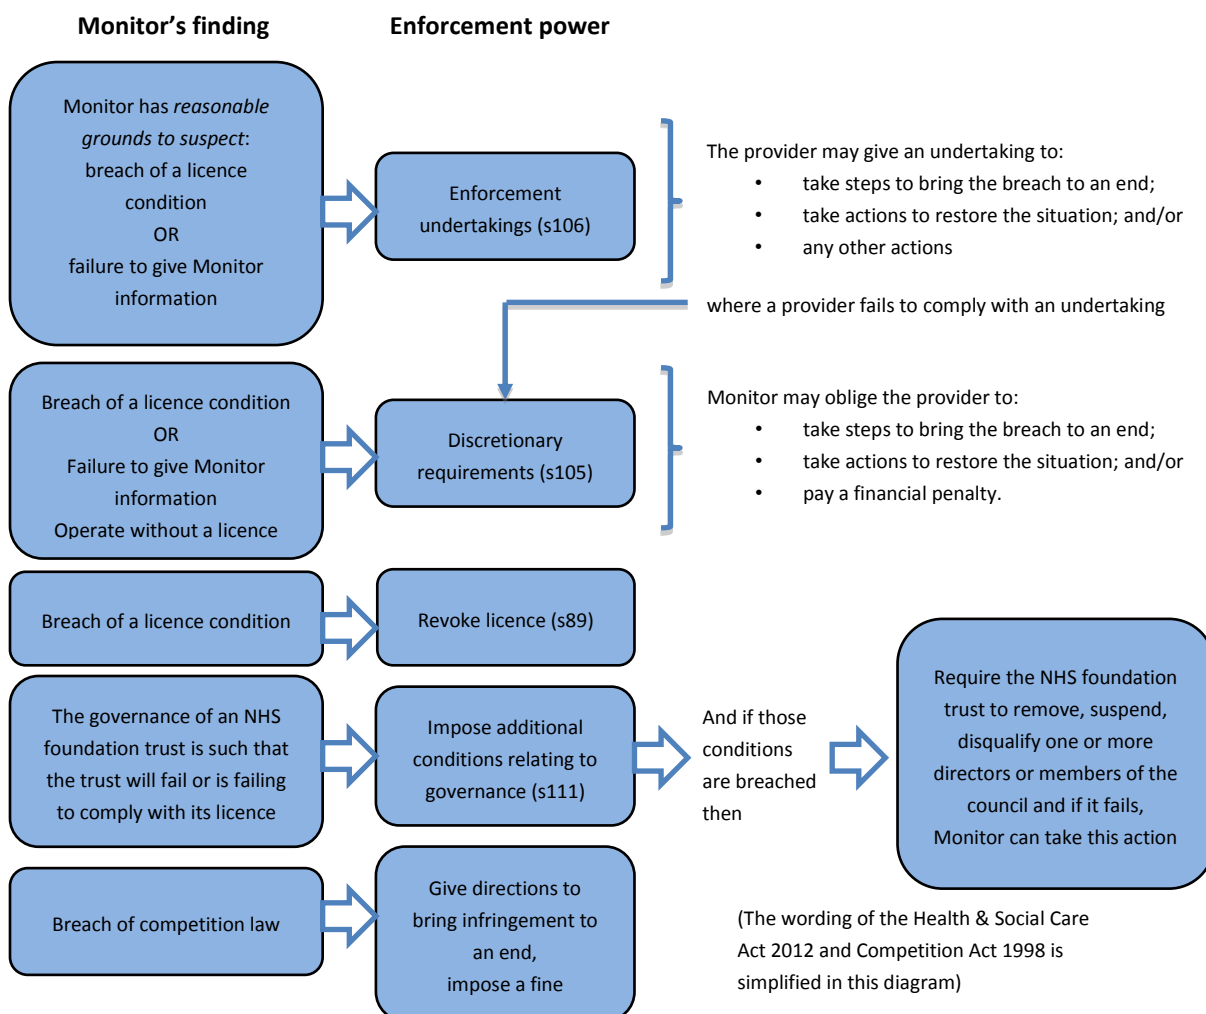 Monitor’s finding
Enforcement power
Monitor has reasonable
grounds to suspect:
breach of a licence
condition
OR
failure to give Monitor
information
Enforcement
undertakings (s106)
The provider may give an undertaking to:
• take steps to bring the breach to an end;
• take actions to restore the situation; and/or
• any other actions
where a provider fails to comply with an undertaking
Breach of a licence condition
OR
Failure to give Monitor
information
Operate without a licence
Discretionary
requirements (s105)
Monitor may oblige the provider to:
• take steps to bring the breach to an end;
• take actions to restore the situation; and/or
• pay a financial penalty.
Breach of a licence condition
Revoke licence (s89)
The governance of an NHS
foundation trust is such that
the trust will fail or is failing
to comply with its licence
Impose additional
conditions relating to
governance (s111)
And if those
conditions
are breached
then
Require the NHS foundation
trust to remove, suspend,
disqualify one or more
directors or members of the
council and if it fails,
Monitor can take this action
Breach of competition law
Give directions to
bring infringement to
an end,
impose a fine
(The wording of the Health & Social Care
Act 2012 and Competition Act 1998 is
simplified in this diagram)